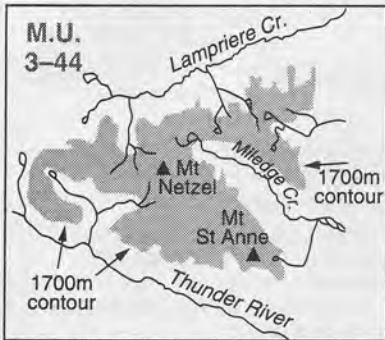 M.U.
3–44
Lampriere Cr.
Miledge Cr.
Mt
Netzel
1700m
contour
Mt
St Anne
1700m
contour
Thunder River